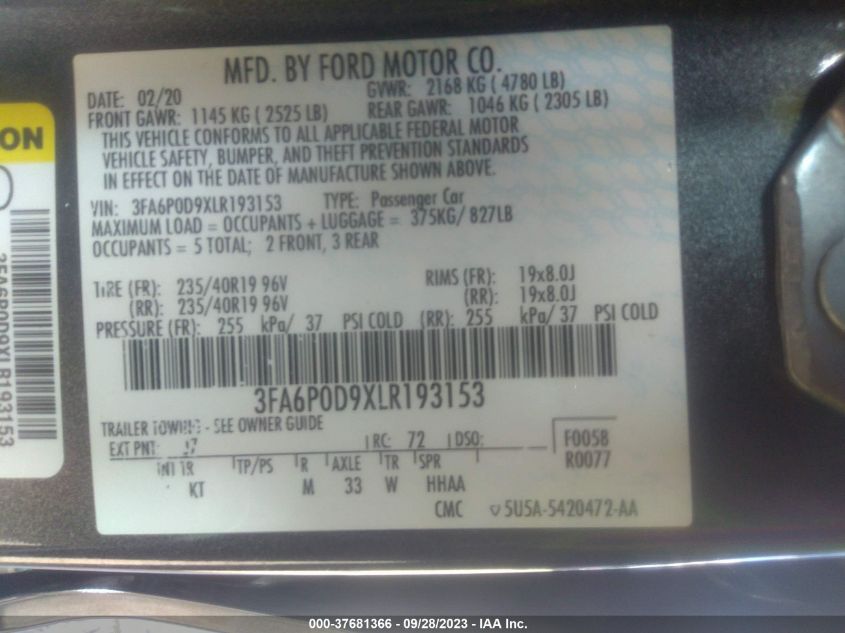 MFD. BY FORD MOTOR CO.
DATE: 02/20 GVWR: 2168 KG ( 4780 LB)
FRONT GAWR: 1145 KG ( 2525 LB) REAR GAWR: 1046 KG ( 2305 LB)
THIS VEHICLE CONFORMS TO ALL APPLICABLE FEDERAL MOTOR
VEHICLE SAFETY, BUMPER, AND THEFT PREVENTION STANDARDS
IN EFFECT ON THE DATE OF MANUFACTURE SHOWN ABOVE.
VIN: 3FA6P0D9XLR193153 TYPE: Passenger Car
MAXIMUM LOAD = OCCUPANTS + LUGGAGE = 375KG/ 827LB
OCCUPANTS = 5 TOTAL; 2 FRONT, 3 REAR
TIRE (FR): 235/40R19 96V RIMS (FR): 19x8.0J
(RR): 235/40R19 96V (RR): 19x8.0J
PRESSURE (FR): 255 kPa/ 37 PSI COLD (RR): 255 kPa/ 37 PSI COLD
3FA6P0D9XLR193153
TRAILER TOWING - SEE OWNER GUIDE
EXT PNT: J7 RC: 72 DSO: F0058
R0077
INT TR TP/PS R AXLE TR SPR
KT M 33 W HHAA
CMC 5U5A-5420472-AA
ON
3FA6P0D9XLR193153
000-37681366 - 09/28/2023 - IAA Inc.